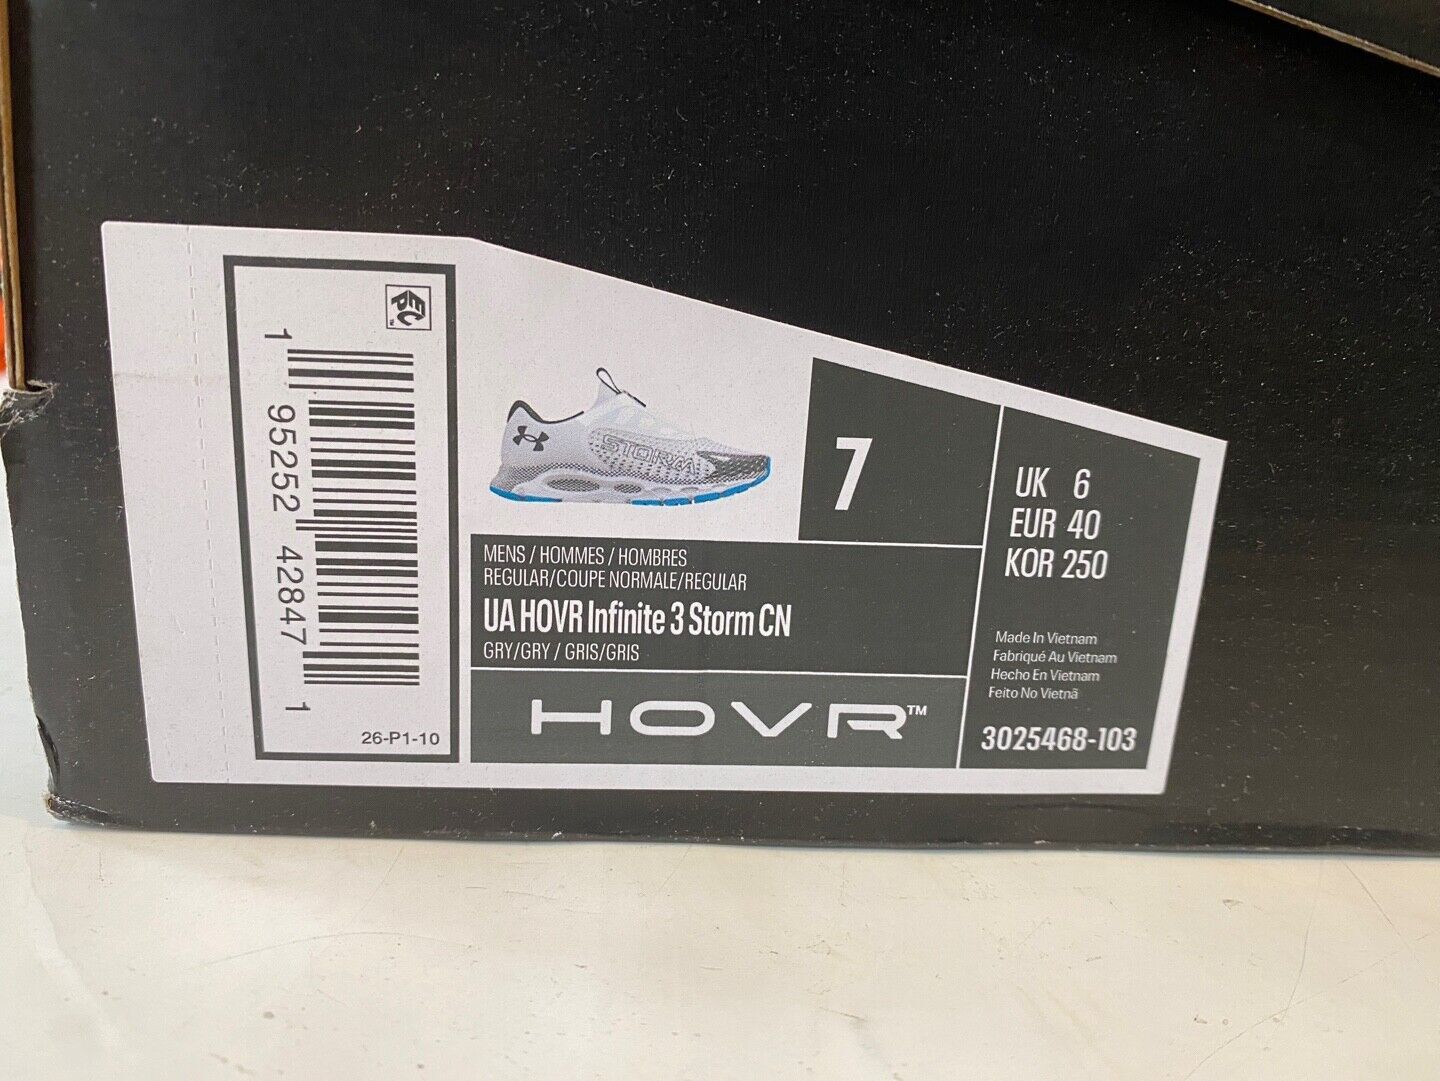 EPC™
1 95252 42847 1
26-P1-10
STORM
7
UK 6
EUR 40
KOR 250
MENS / HOMMES / HOMBRES
REGULAR/COUPE NORMALE/REGULAR
UA HOVR Infinite 3 Storm CN
GRY/GRY / GRIS/GRIS
HOVR™
Made In Vietnam
Fabriqué Au Vietnam
Hecho En Vietnam
Feito No Vietnã
3025468-103